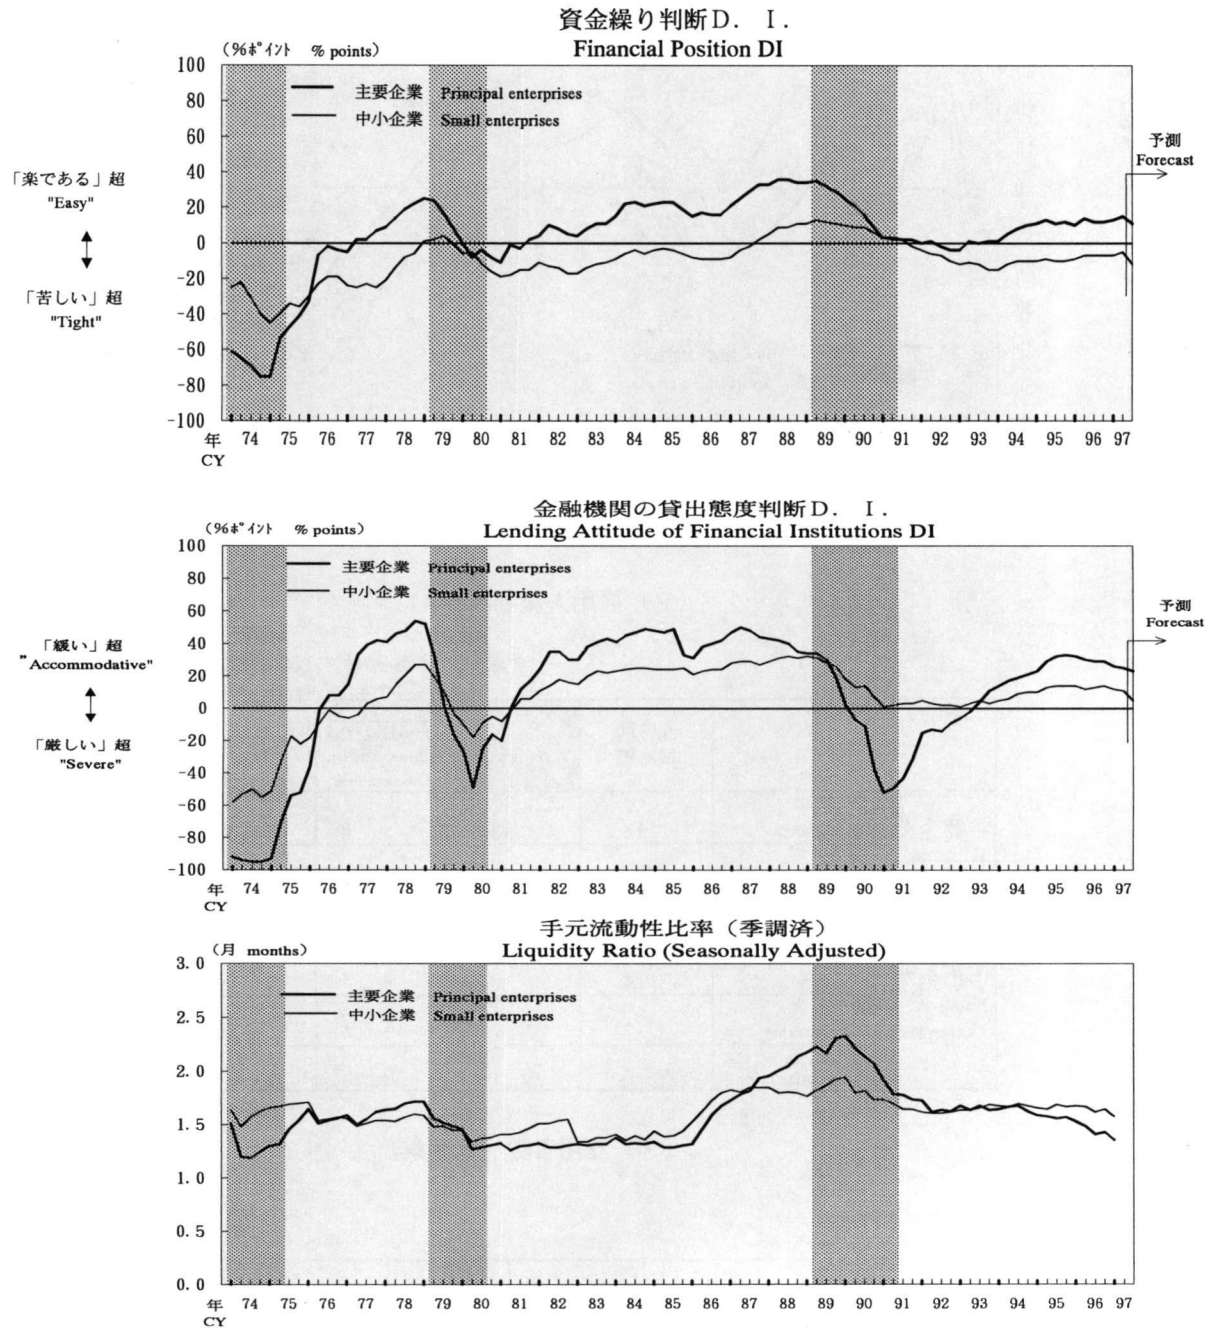 資金繰り判断Ｄ．Ｉ．
Financial Position DI
（%ﾎﾟｲﾝﾄ　% points）
100
80
60
40
20
0
-20
-40
-60
-80
-100
主要企業　Principal enterprises
中小企業　Small enterprises
「楽である」超
"Easy"
「苦しい」超
"Tight"
予測
Forecast
年 74 75 76 77 78 79 80 81 82 83 84 85 86 87 88 89 90 91 92 93 94 95 96 97
CY
金融機関の貸出態度判断Ｄ．Ｉ．
Lending Attitude of Financial Institutions DI
（%ﾎﾟｲﾝﾄ　% points）
100
80
60
40
20
0
-20
-40
-60
-80
-100
主要企業　Principal enterprises
中小企業　Small enterprises
「緩い」超
"Accommodative"
「厳しい」超
"Severe"
予測
Forecast
年 74 75 76 77 78 79 80 81 82 83 84 85 86 87 88 89 90 91 92 93 94 95 96 97
CY
手元流動性比率（季調済）
Liquidity Ratio (Seasonally Adjusted)
（月 months）
3.0
2.5
2.0
1.5
1.0
0.5
0.0
主要企業　Principal enterprises
中小企業　Small enterprises
年 74 75 76 77 78 79 80 81 82 83 84 85 86 87 88 89 90 91 92 93 94 95 96 97
CY